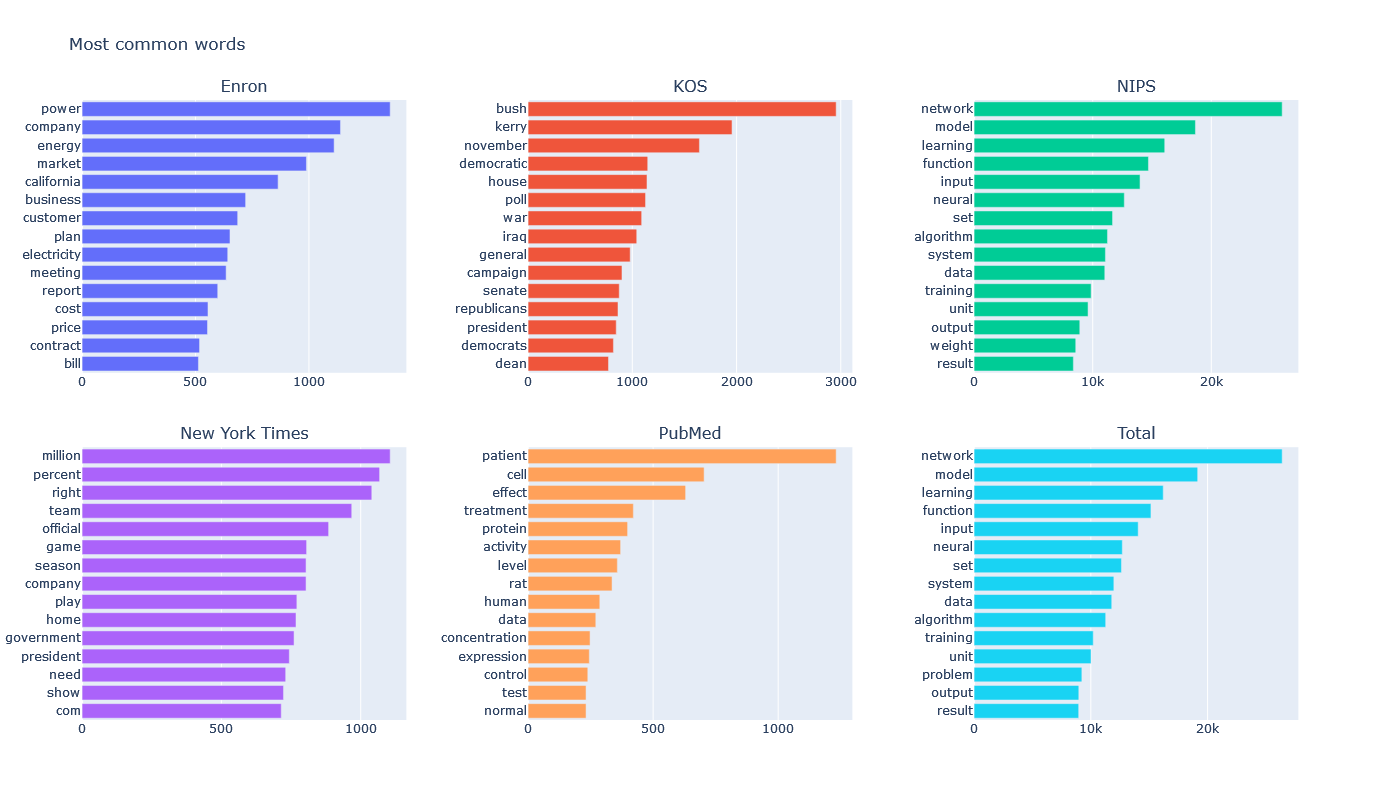 Most common words
Enron
power
company
energy
market
california
business
customer
plan
electricity
meeting
report
cost
price
contract
bill
0 500 1000
KOS
bush
kerry
november
democratic
house
poll
war
iraq
general
campaign
senate
republicans
president
democrats
dean
0 1000 2000 3000
NIPS
network
model
learning
function
input
neural
set
algorithm
system
data
training
unit
output
weight
result
0 10k 20k
New York Times
million
percent
right
team
official
game
season
company
play
home
government
president
need
show
com
0 500 1000
PubMed
patient
cell
effect
treatment
protein
activity
level
rat
human
data
concentration
expression
control
test
normal
0 500 1000
Total
network
model
learning
function
input
neural
set
system
data
algorithm
training
unit
problem
output
result
0 10k 20k